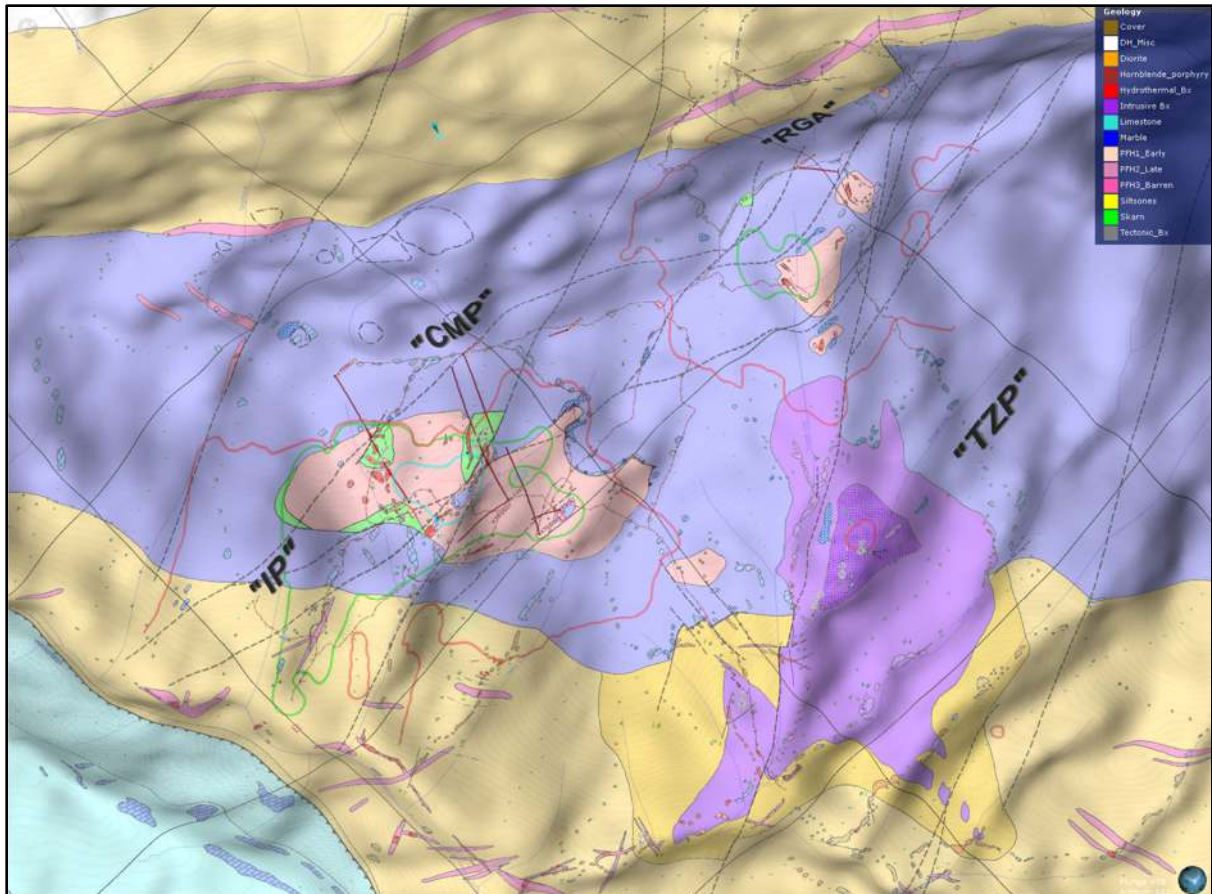 Geology
Cover
DH_Misc
Diorite
Hornblende_porphyry
Hydrothermal_Bx
Intrusive Bx
Limestone
Marble
PFH1_Early
PFH2_Late
PFH3_Barren
Siltsones
Skarn
Tectonic_Bx
"RGA"
"CMP"
"TZP"
"IP"